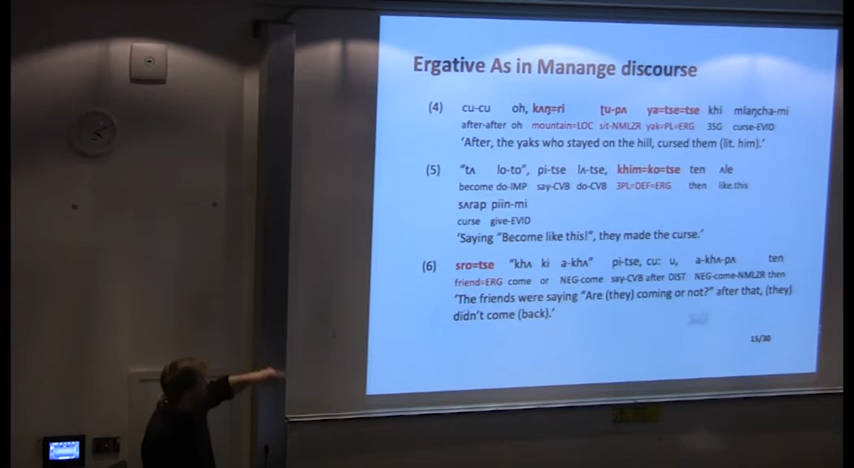 Ergative As in Manange discourse
(4) cu-cu oh, kʌŋ=ri ʈu-pʌ ya=tse=tse khi mlaŋcha-mi
after-after oh mountain=LOC sit-NMLZR yak=PL=ERG 3SG curse-EVID
‘After, the yaks who stayed on the hill, cursed them (lit. him).’
(5) “tʌ lo-to”, pi-tse lʌ-tse, khim=ko=tse ten ʌle
become do-IMP say-CVB do-CVB 3PL=DEF=ERG then like.this
sʌrap piin-mi
curse give-EVID
‘Saying “Become like this!”, they made the curse.’
(6) sro=tse “khʌ ki a-khʌ” pi-tse, cu: u, a-khʌ-pʌ ten
friend=ERG come or NEG-come say-CVB after DIST NEG-come-NMLZR then
‘The friends were saying “Are (they) coming or not?” after that, (they)
didn’t come (back).’
15/30